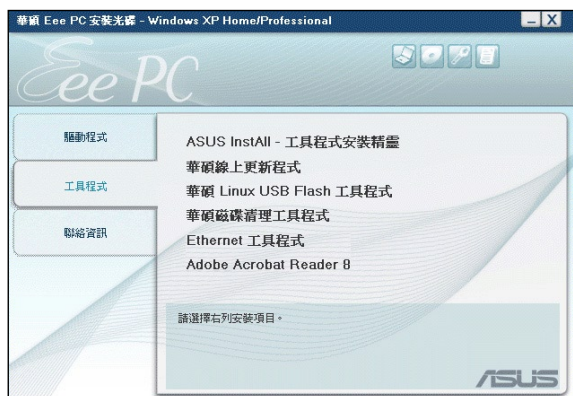 華碩 Eee PC 安裝光碟 - Windows XP Home/Professional
Eee PC
驅動程式
工具程式
聯絡資訊
ASUS InstAll - 工具程式安裝精靈
華碩線上更新程式
華碩 Linux USB Flash 工具程式
華碩磁碟清理工具程式
Ethernet 工具程式
Adobe Acrobat Reader 8
請選擇右列安裝項目。
ASUS